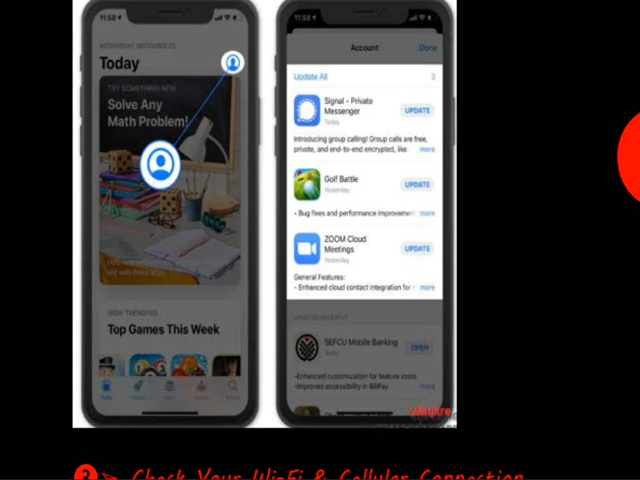 11:58
WEDNESDAY, DECEMBER 23
Today
TRY SOMETHING NEW
Solve Any
Math Problem!
NOW TRENDING
Top Games This Week
Today
Search
11:58
Account
Done
Update All
3
Signal - Private
Messenger
Today
UPDATE
Introducing group calling! Group calls are free,
private, and end-to-end encrypted, like
more
Golf Battle
Yesterday
UPDATE
• Bug fixes and performance improvemen
more
ZOOM Cloud
Meetings
Yesterday
UPDATE
General Features:
- Enhanced cloud contact integration for
more
UPDATED RECENTLY
SEFCU Mobile Banking
Today
OPEN
-Enhanced customization for feature icons.
-Improved accessibility in BillPay
more
Check Your Wi-Fi & Cellular Connection